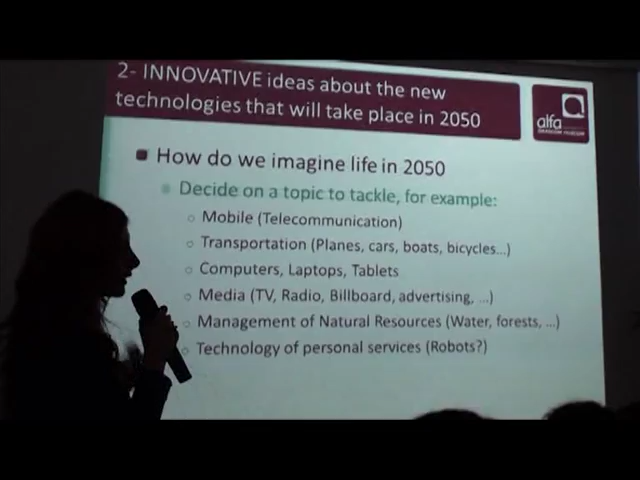 2- INNOVATIVE ideas about the new
technologies that will take place in 2050
alfa
How do we imagine life in 2050
Decide on a topic to tackle, for example:
Mobile (Telecommunication)
Transportation (Planes, cars, boats, bicycles...)
Computers, Laptops, Tablets
Media (TV, Radio, Billboard, advertising, ...)
Management of Natural Resources (Water, forests, ...)
Technology of personal services (Robots?)